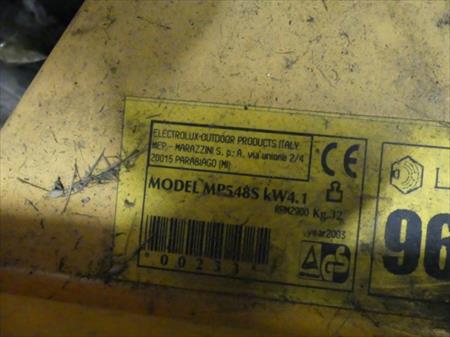 ELECTROLUX-OUTDOOR PRODUCTS ITALY
MEP. - MARAZZINI S.p.A. via unione 2/4
20015 PARABIAGO (MI)
CE
MODEL MP548S kW4.1
RPM2900 Kg.32
year2003
GS
L
96